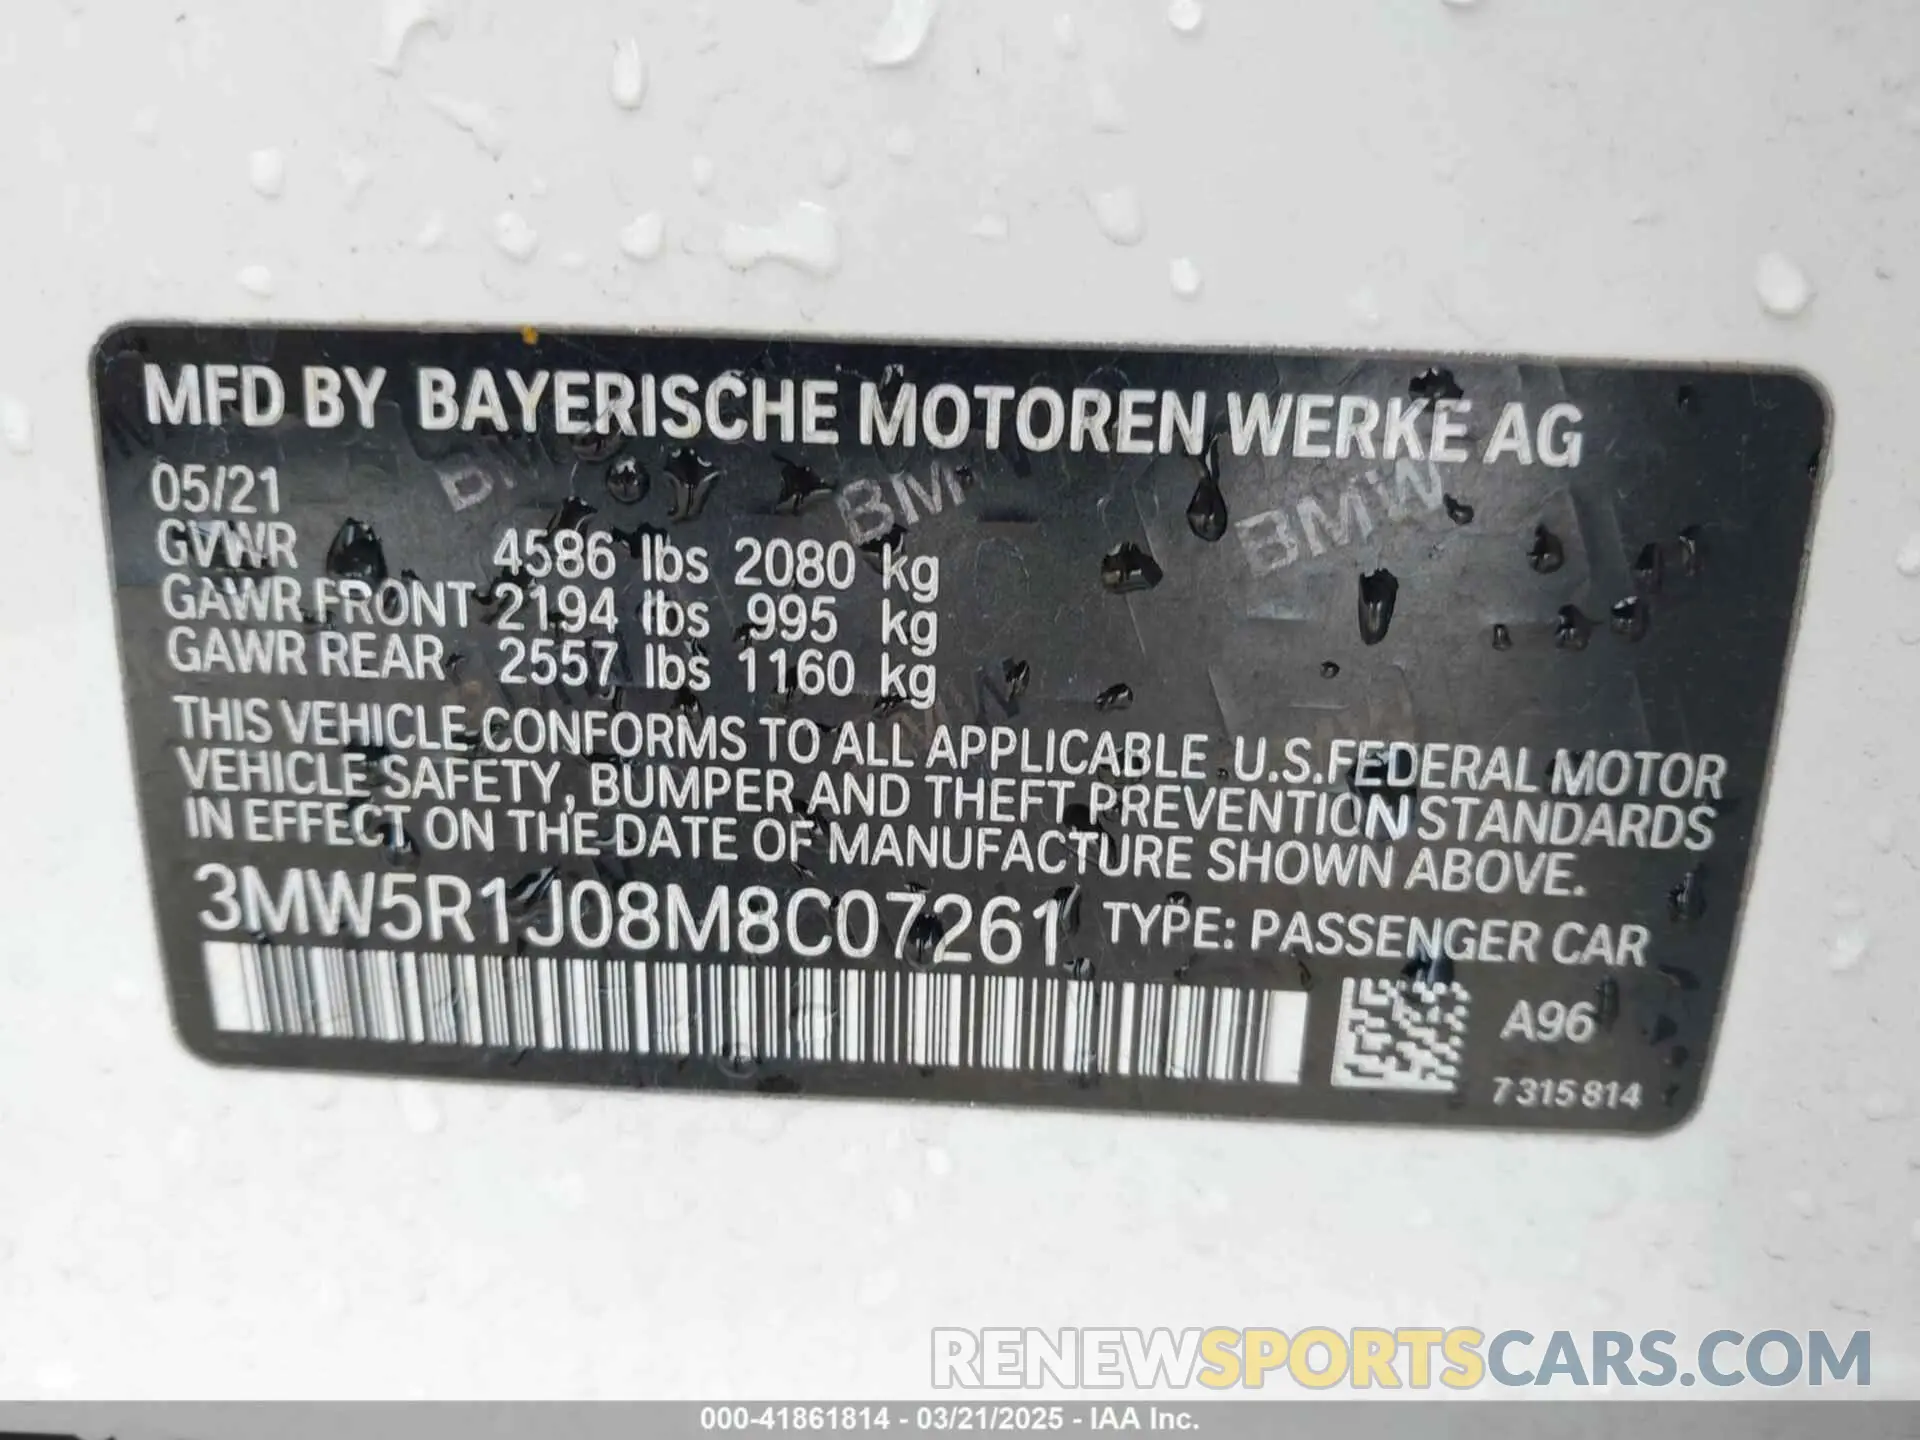 MFD BY BAYERISCHE MOTOREN WERKE AG
BMW BMW BMW
05/21
GVWR 4586 lbs 2080 kg
GAWR FRONT 2194 lbs 995 kg
GAWR REAR 2557 lbs 1160 kg
THIS VEHICLE CONFORMS TO ALL APPLICABLE U.S.FEDERAL MOTOR
VEHICLE SAFETY, BUMPER AND THEFT PREVENTION STANDARDS
IN EFFECT ON THE DATE OF MANUFACTURE SHOWN ABOVE.
3MW5R1J08M8C07261 TYPE: PASSENGER CAR
A96
7 315 814
RENEWSPORTSCARS.COM
000-41861814 - 03/21/2025 - IAA Inc.